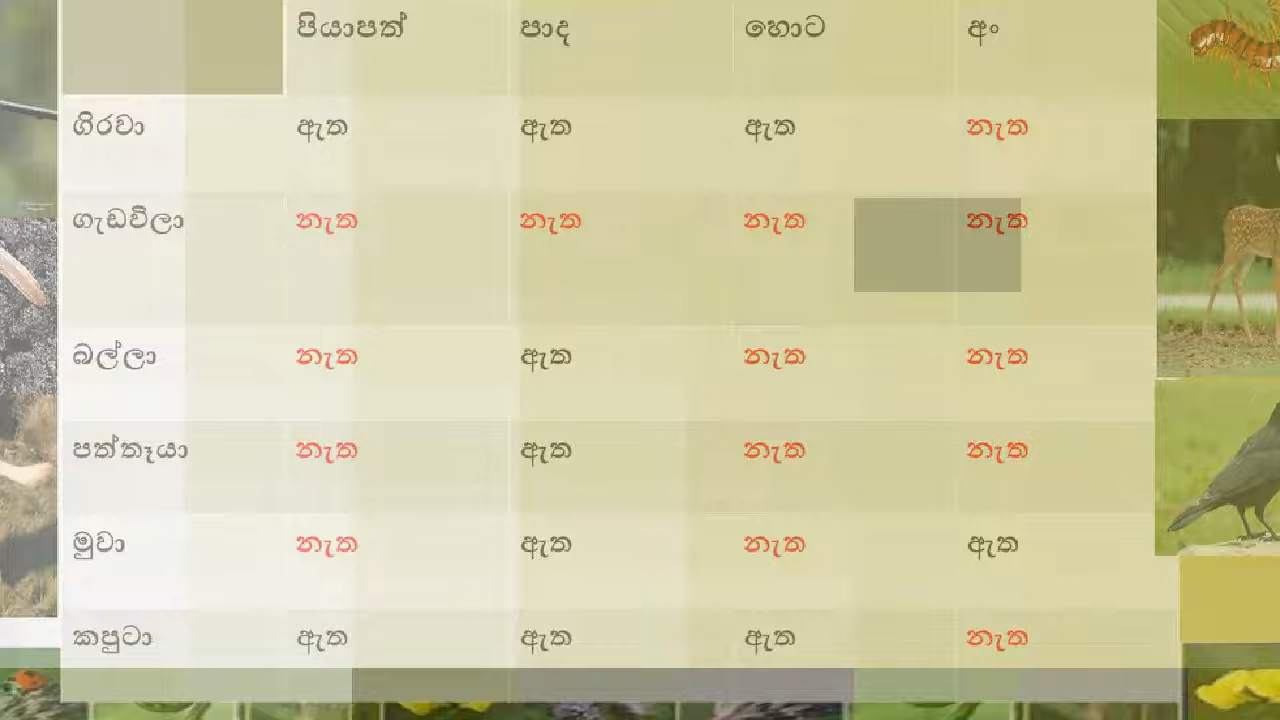 පියාපත් පාද හොට අං
ගිරවා ඇත ඇත ඇත නැත
ගැඩවිලා නැත නැත නැත නැත
බල්ලා නැත ඇත නැත නැත
පත්තෑයා නැත ඇත නැත නැත
මුවා නැත ඇත නැත ඇත
කපුටා ඇත ඇත ඇත නැත